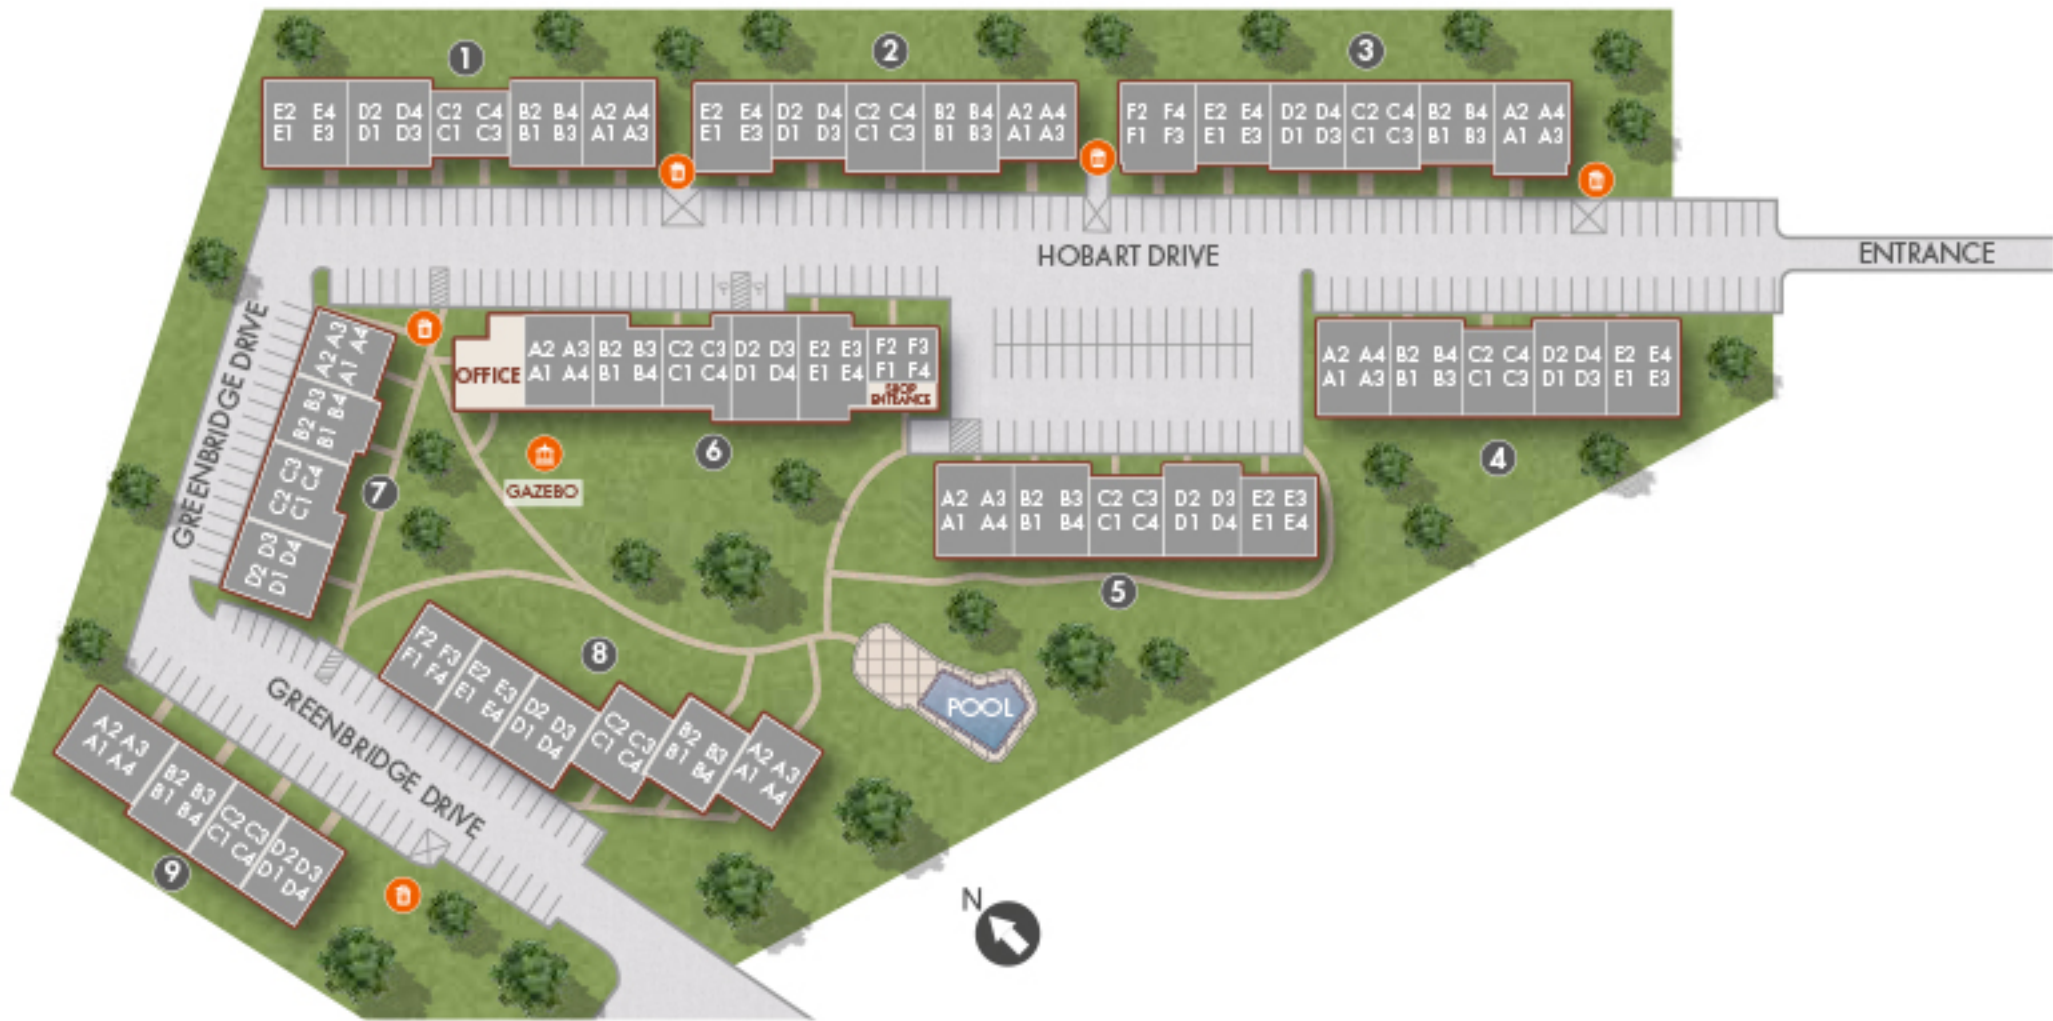 1
2
3
E2 E4 D2 D4 C2 C4 B2 B4 A2 A4
E1 E3 D1 D3 C1 C3 B1 B3 A1 A3
E2 E4 D2 D4 C2 C4 B2 B4 A2 A4
E1 E3 D1 D3 C1 C3 B1 B3 A1 A3
F2 F4 E2 E4 D2 D4 C2 C4 B2 B4 A2 A4
F1 F3 E1 E3 D1 D3 C1 C3 B1 B3 A1 A3
HOBART DRIVE
ENTRANCE
GREENBRIDGE DRIVE
A2 A3
A1 A4
B2 B3
B1 B4
C2 C3
C1 C4
D2 D3
D1 D4
7
OFFICE
A2 A3 B2 B3 C2 C3 D2 D3 E2 E3 F2 F3
A1 A4 B1 B4 C1 C4 D1 D4 E1 E4 F1 F4
SHOP
ENTRANCE
6
GAZEBO
A2 A4 B2 B4 C2 C4 D2 D4 E2 E4
A1 A3 B1 B3 C1 C3 D1 D3 E1 E3
4
A2 A3 B2 B3 C2 C3 D2 D3 E2 E3
A1 A4 B1 B4 C1 C4 D1 D4 E1 E4
5
8
F2 F3 E2 E3 D2 D3 C2 C3 B2 B3 A2 A3
F1 F4 E1 E4 D1 D4 C1 C4 B1 B4 A1 A4
POOL
GREENBRIDGE DRIVE
A2 A3 B2 B3 C2 C3 D2 D3
A1 A4 B1 B4 C1 C4 D1 D4
9
N